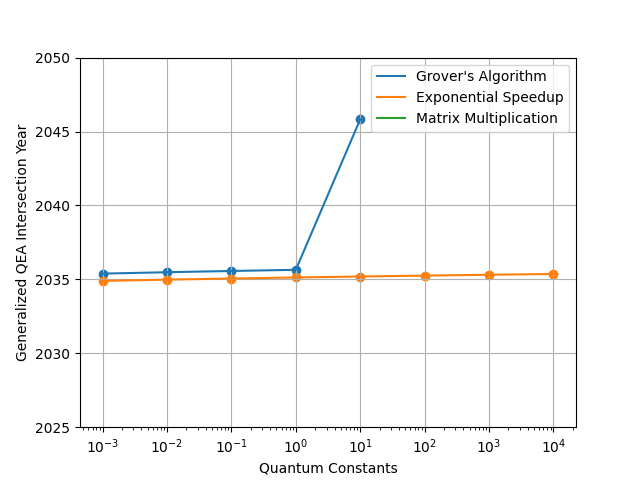 2050
2045
2040
2035
2030
2025
Generalized QEA Intersection Year
Grover's Algorithm
Exponential Speedup
Matrix Multiplication
10⁻³ 10⁻² 10⁻¹ 10⁰ 10¹ 10² 10³ 10⁴
Quantum Constants